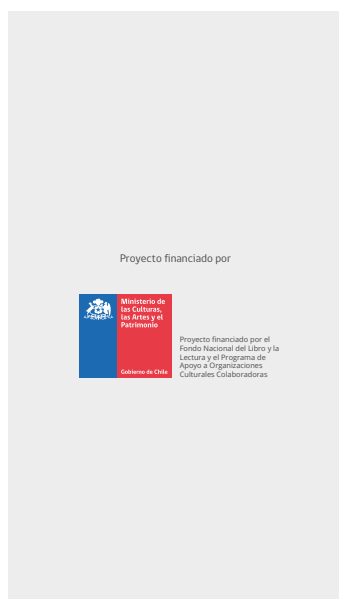 Proyecto financiado por
Ministerio de
las Culturas,
las Artes y el
Patrimonio
Gobierno de Chile
Proyecto financiado por el
Fondo Nacional del Libro y la
Lectura y el Programa de
Apoyo a Organizaciones
Culturales Colaboradoras